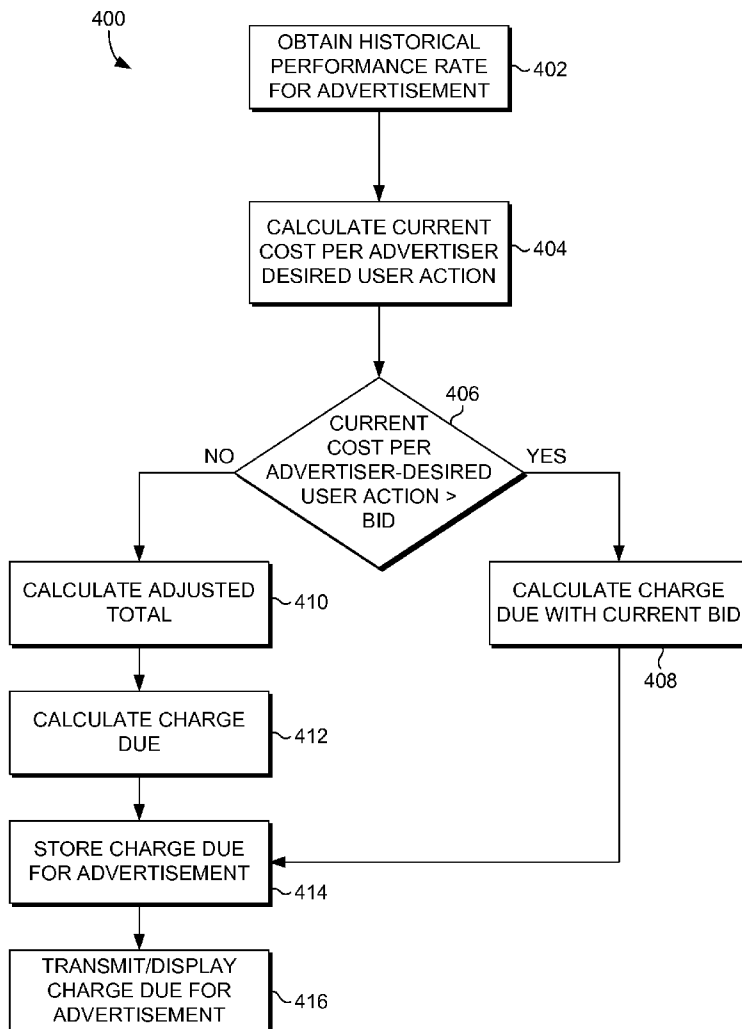 400
OBTAIN HISTORICAL
PERFORMANCE RATE
FOR ADVERTISEMENT
402
CALCULATE CURRENT
COST PER ADVERTISER
DESIRED USER ACTION
404
406
CURRENT
COST PER
ADVERTISER-DESIRED
USER ACTION >
BID
NO
YES
CALCULATE ADJUSTED
TOTAL
410
CALCULATE CHARGE
DUE WITH CURRENT BID
408
CALCULATE CHARGE
DUE
412
STORE CHARGE DUE
FOR ADVERTISEMENT
414
TRANSMIT/DISPLAY
CHARGE DUE FOR
ADVERTISEMENT
416